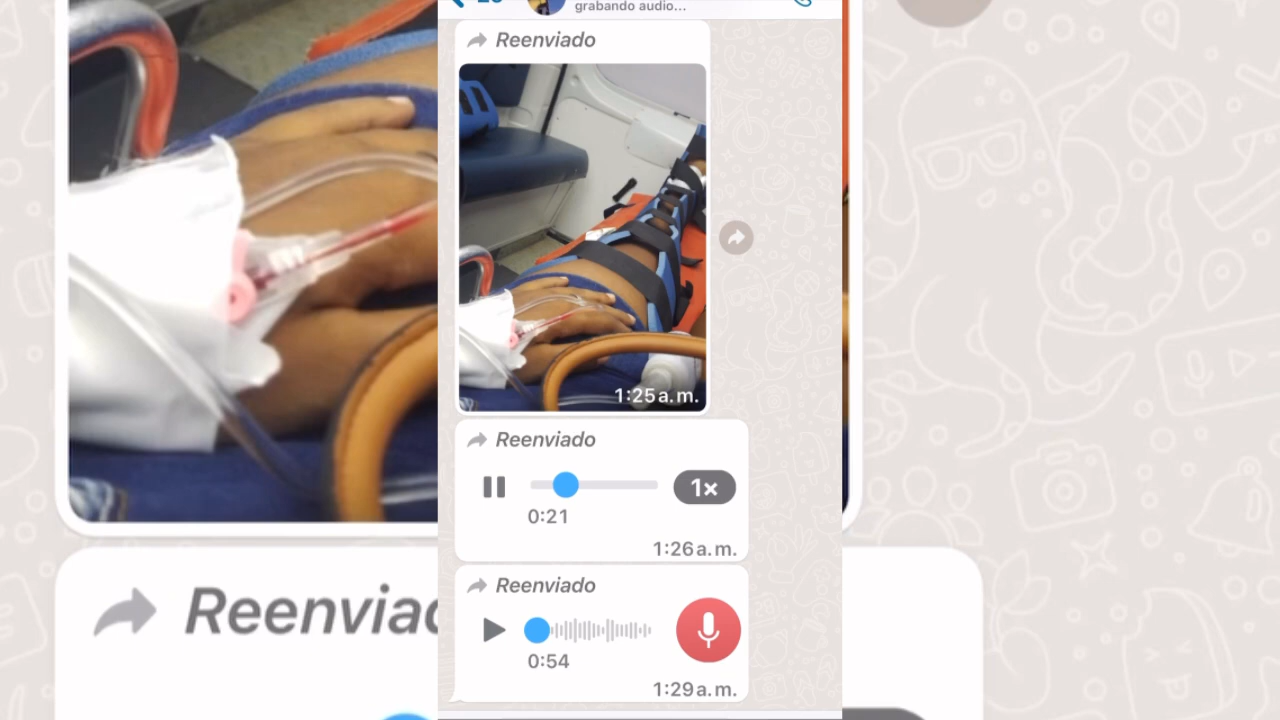 grabando audio...
Reenviado
1:25 a.m.
Reenviado
1×
0:21
1:26 a.m.
Reenviado
0:54
1:29 a.m.
Reenviad